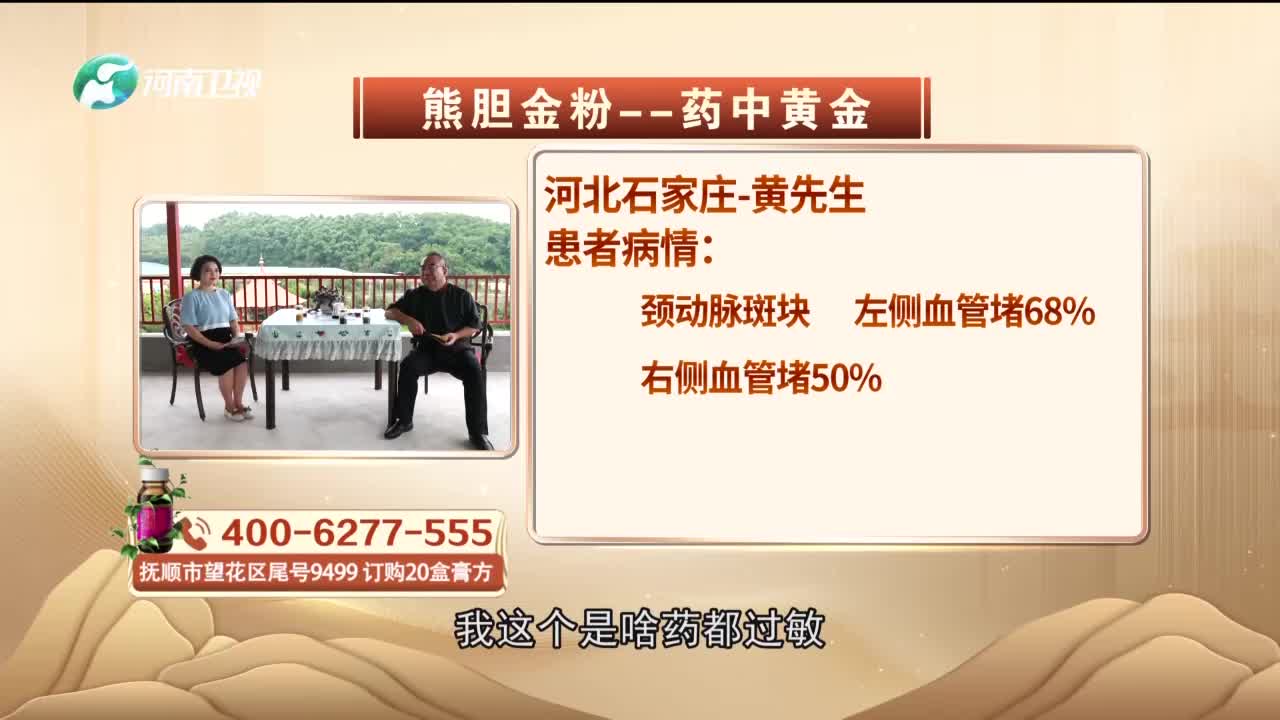 河南卫视
熊胆金粉--药中黄金
河北石家庄-黄先生
患者病情：
颈动脉斑块 左侧血管堵68%
右侧血管堵50%
400-6277-555
抚顺市望花区尾号9499 订购20盒膏方
我这个是啥药都过敏